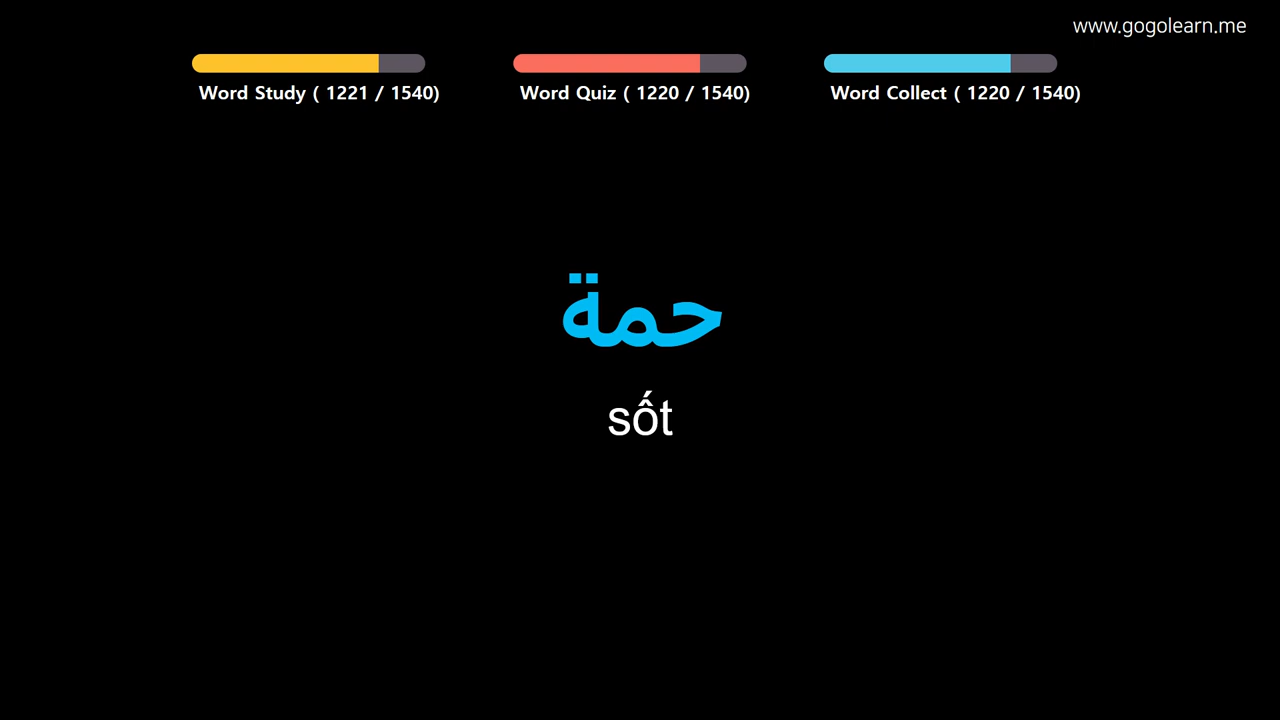 www.gogolearn.me
Word Study ( 1221 / 1540)
Word Quiz ( 1220 / 1540)
Word Collect ( 1220 / 1540)
حمة
sốt